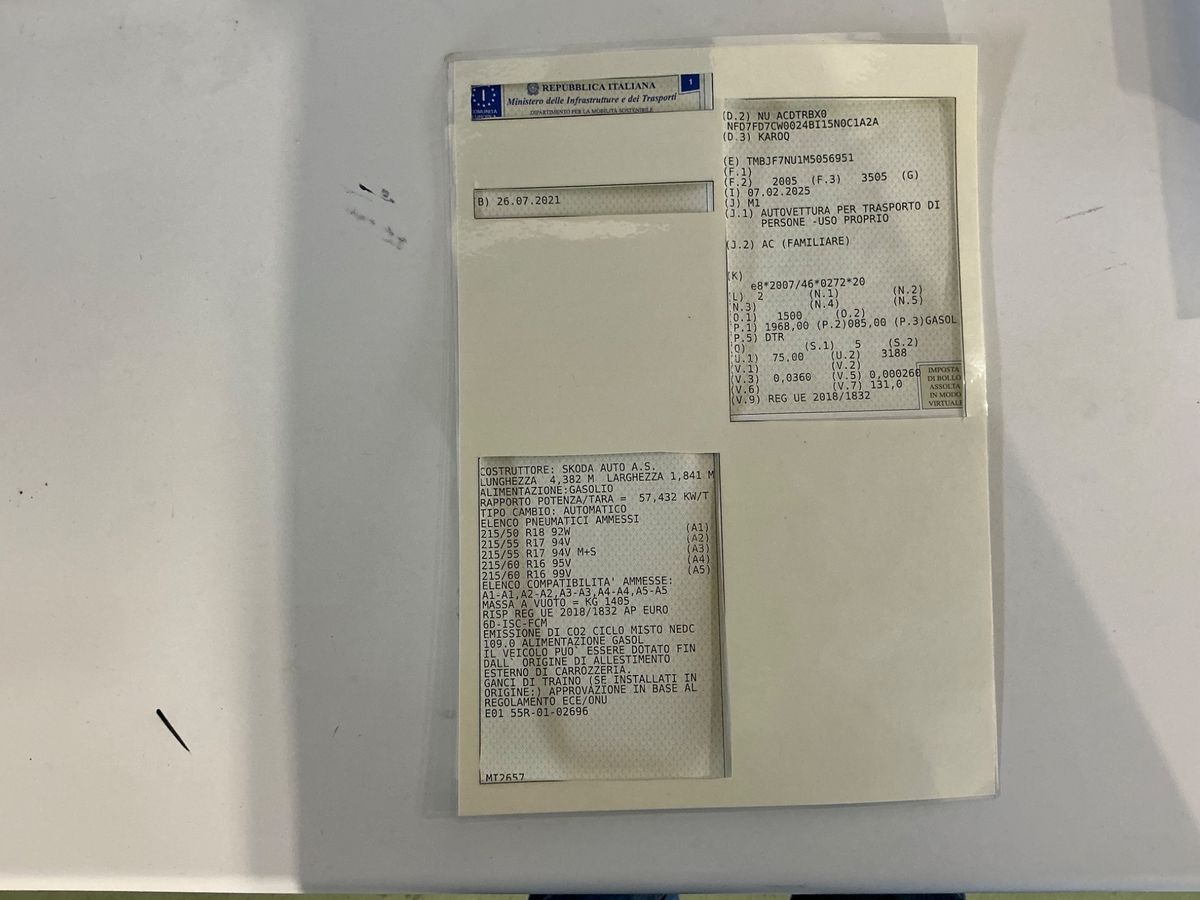 REPUBBLICA ITALIANA
1
Ministero delle Infrastrutture e dei Trasporti
DIPARTIMENTO PER LA MOBILITÀ SOSTENIBILE
I
B) 26.07.2021
(D.2) NU ACDTRBX0
NFD7FD7CW0024BI15N0C1A2A
(D.3) KAROQ
(E) TMBJF7NU1M5056951
(F.1)
(F.2) 2005 (F.3) 3505 (G)
(I) 07.02.2025
(J) M1
(J.1) AUTOVETTURA PER TRASPORTO DI
PERSONE -USO PROPRIO
(J.2) AC (FAMILIARE)
(K)
e8*2007/46*0272*20
(L) 2 (N.1) (N.2)
N.3) (N.4) (N.5)
O.1) 1500 (O.2)
P.1) 1968,00 (P.2)085,00 (P.3)GASOL
P.5) DTR
Q) (S.1) 5 (S.2)
U.1) 75,00 (U.2) 3188
(V.1) (V.2)
(V.3) 0,0360 (V.5) 0,000260
(V.6) (V.7) 131,0
(V.9) REG UE 2018/1832
IMPOSTA
DI BOLLO
ASSOLTA
IN MODO
VIRTUALE
COSTRUTTORE: SKODA AUTO A.S.
LUNGHEZZA 4,382 M LARGHEZZA 1,841 M
ALIMENTAZIONE:GASOLIO
RAPPORTO POTENZA/TARA = 57,432 KW/T
TIPO CAMBIO: AUTOMATICO
ELENCO PNEUMATICI AMMESSI
215/50 R18 92W (A1)
215/55 R17 94V (A2)
215/55 R17 94V M+S (A3)
215/60 R16 95V (A4)
215/60 R16 99V (A5)
ELENCO COMPATIBILITA' AMMESSE:
A1-A1,A2-A2,A3-A3,A4-A4,A5-A5
MASSA A VUOTO = KG 1405
RISP REG UE 2018/1832 AP EURO
6D-ISC-FCM
EMISSIONE DI CO2 CICLO MISTO NEDC
109.0 ALIMENTAZIONE GASOL
IL VEICOLO PUO' ESSERE DOTATO FIN
DALL' ORIGINE DI ALLESTIMENTO
ESTERNO DI CARROZZERIA.
GANCI DI TRAINO (SE INSTALLATI IN
ORIGINE:) APPROVAZIONE IN BASE AL
REGOLAMENTO ECE/ONU
E01 55R-01-02696
MT2657